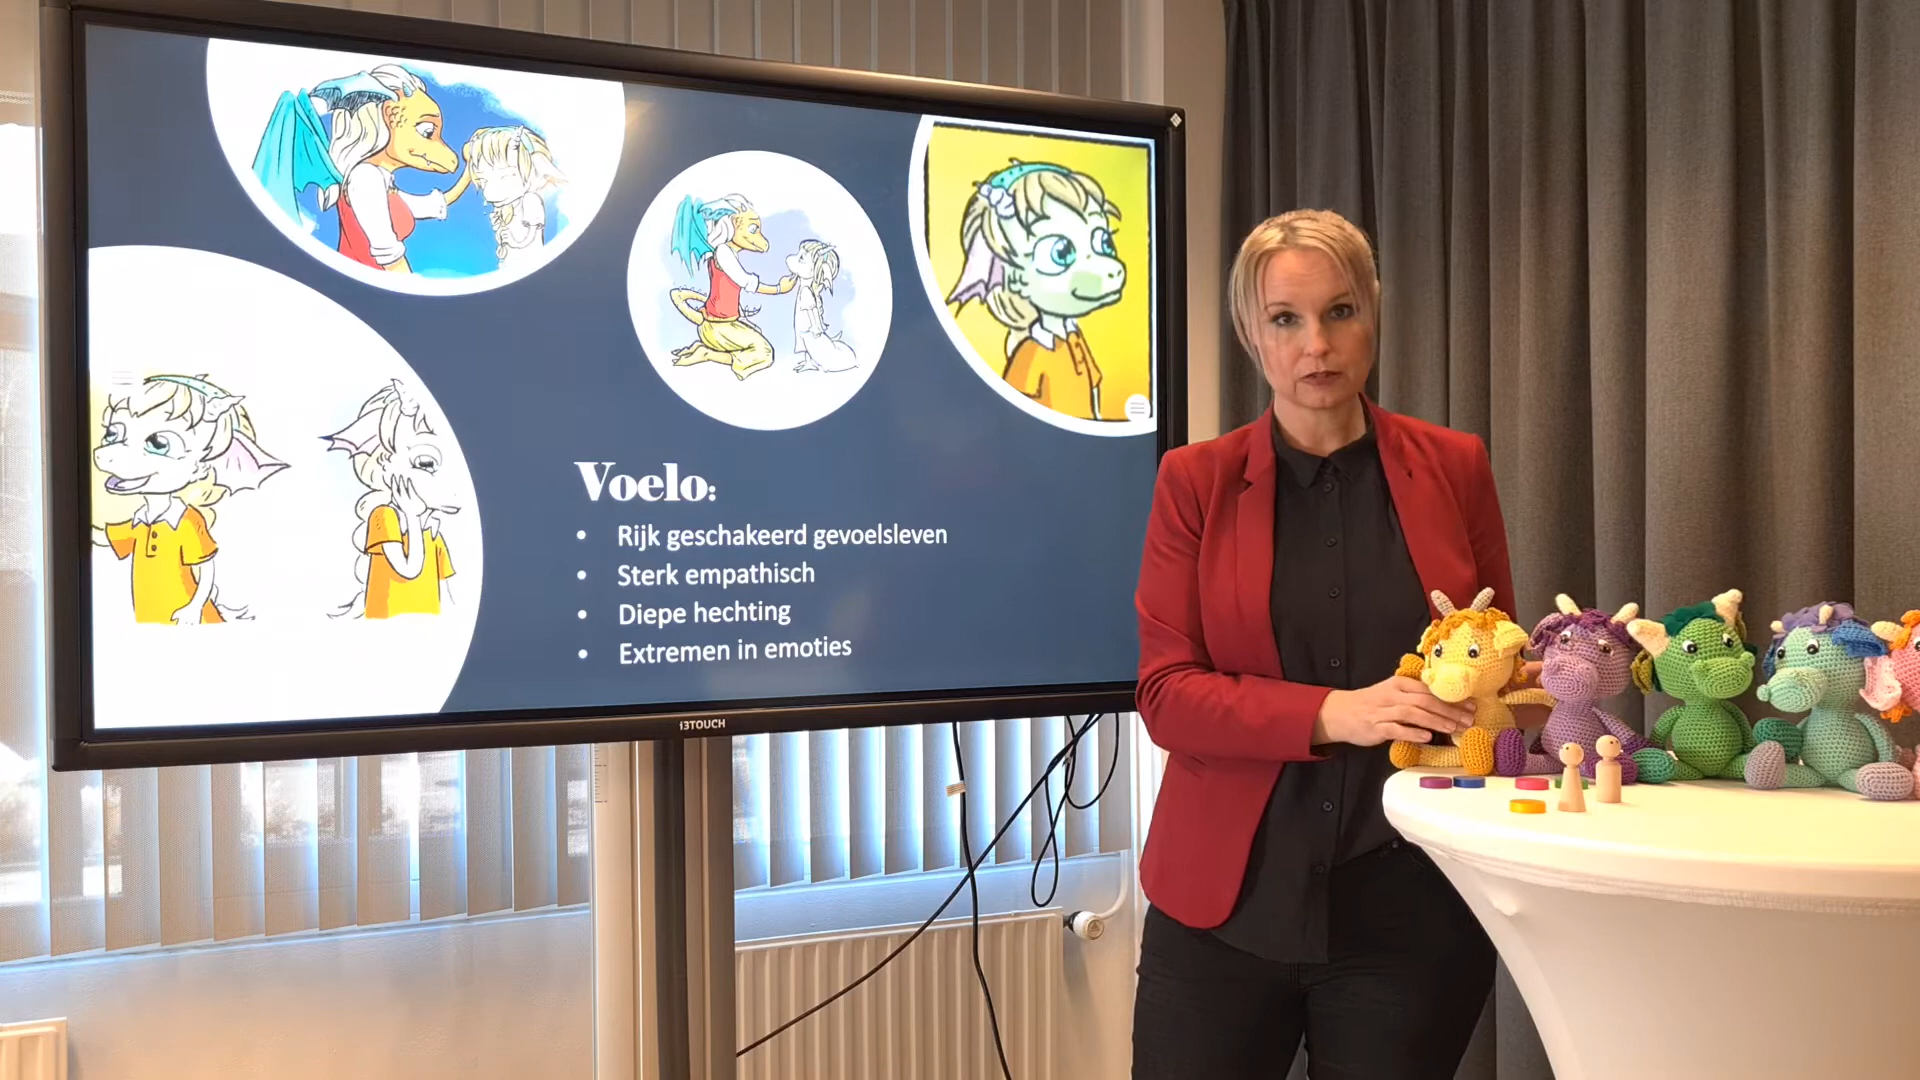 Voelo:
• Rijk geschakeerd gevoelsleven
• Sterk empathisch
• Diepe hechting
• Extremen in emoties
i3TOUCH